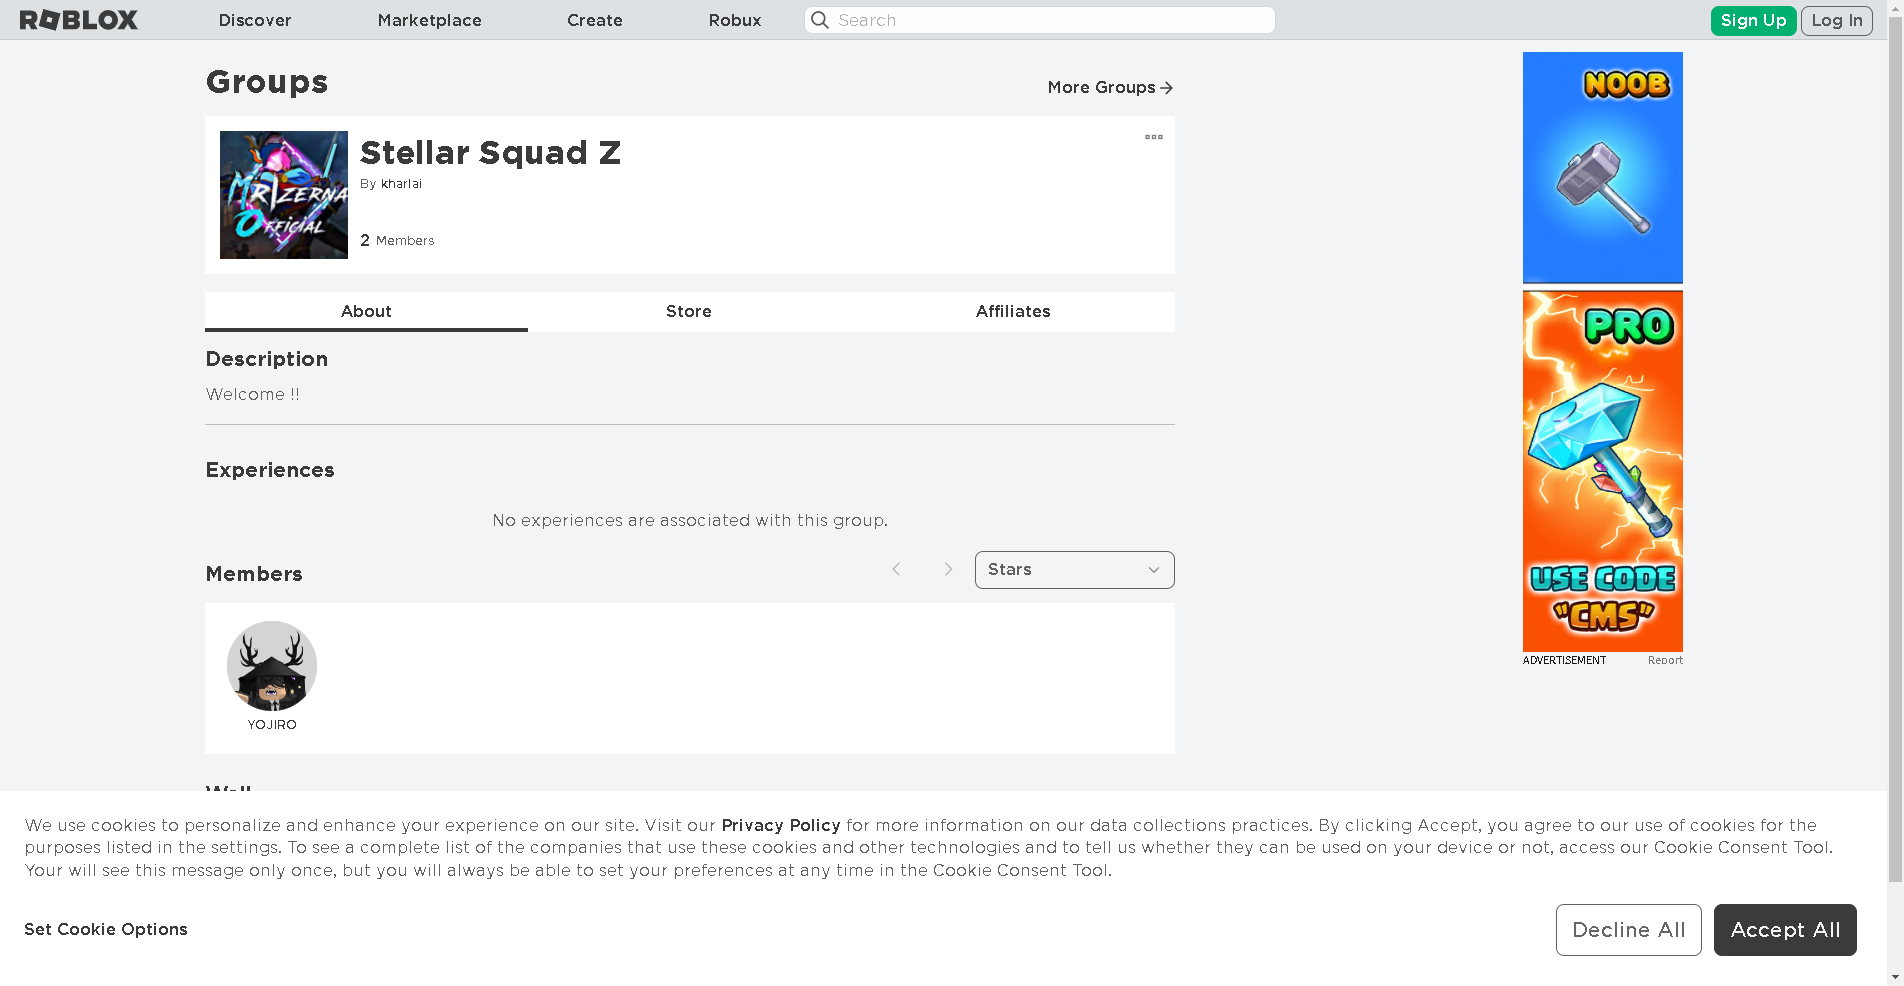 ROBLOX
Discover
Marketplace
Create
Robux
Search
Sign Up
Log In
Groups
More Groups
MRIZERNA
OFFICIAL
Stellar Squad Z
By kharlai
2 Members
About
Store
Affiliates
Description
Welcome !!
Experiences
No experiences are associated with this group.
Members
Stars
YOJIRO
Wall
NOOB
PRO
USE CODE
"CMS"
ADVERTISEMENT
Report
We use cookies to personalize and enhance your experience on our site. Visit our Privacy Policy for more information on our data collections practices. By clicking Accept, you agree to our use of cookies for the
purposes listed in the settings. To see a complete list of the companies that use these cookies and other technologies and to tell us whether they can be used on your device or not, access our Cookie Consent Tool.
Your will see this message only once, but you will always be able to set your preferences at any time in the Cookie Consent Tool.
Set Cookie Options
Decline All
Accept All